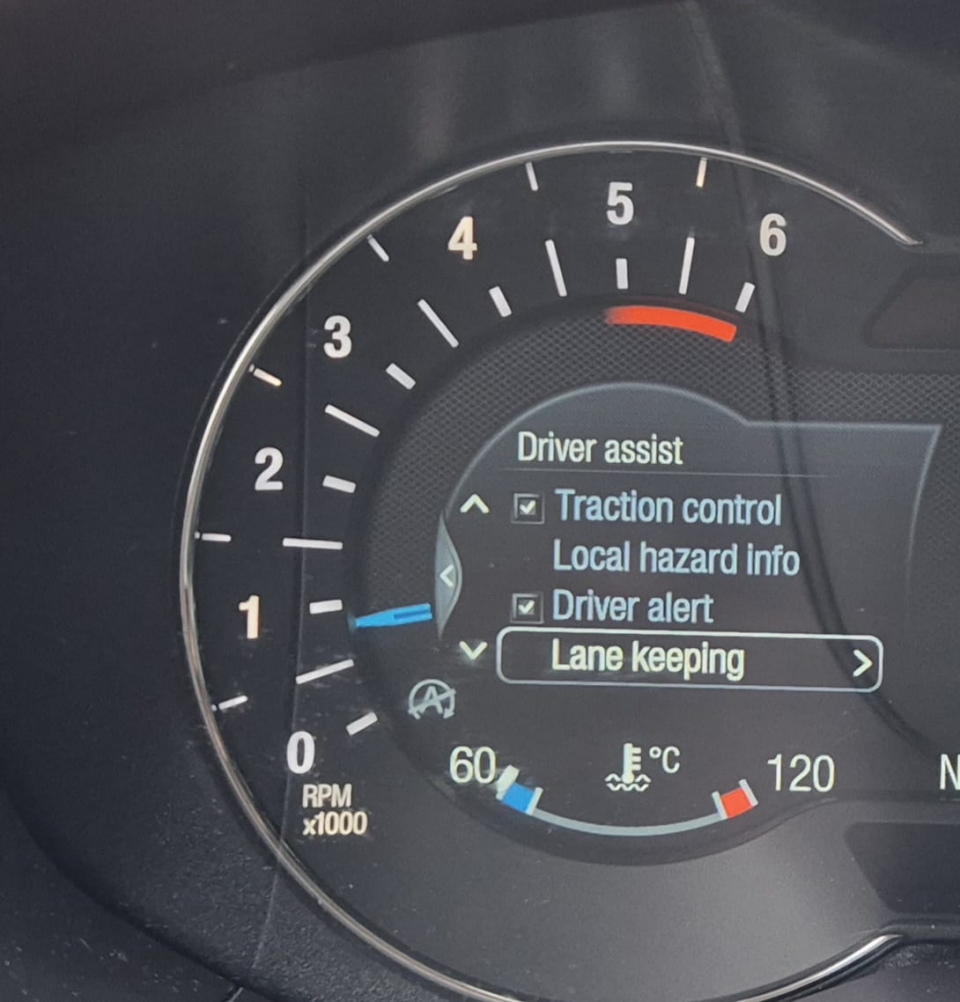 5
4
6
3
2
1
0
RPM
x1000
Driver assist
Traction control
Local hazard info
Driver alert
Lane keeping >
A
60
°C
120
N